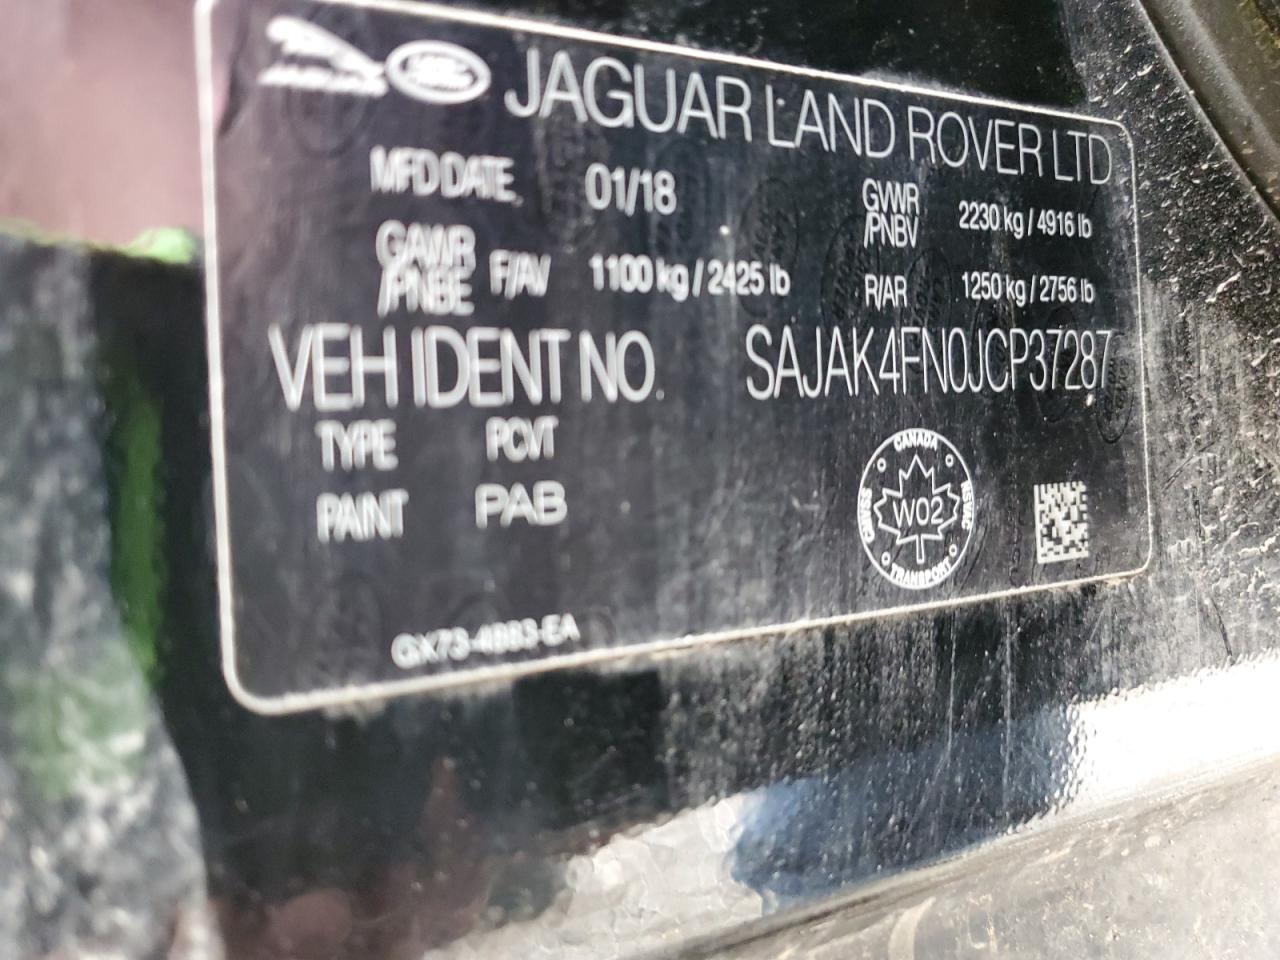 JAGUAR LAND ROVER LTD
MFD DATE 01/18 GVWR /PNBV 2230 kg / 4916 lb
GAWR /PNBE F/AV 1100 kg / 2425 lb R/AR 1250 kg / 2756 lb
VEH IDENT NO. SAJAK4FN0JCP37287
TYPE PCVT
PAINT PAB
CANADA
W02
TRANSPORT
GX73-4883-EA